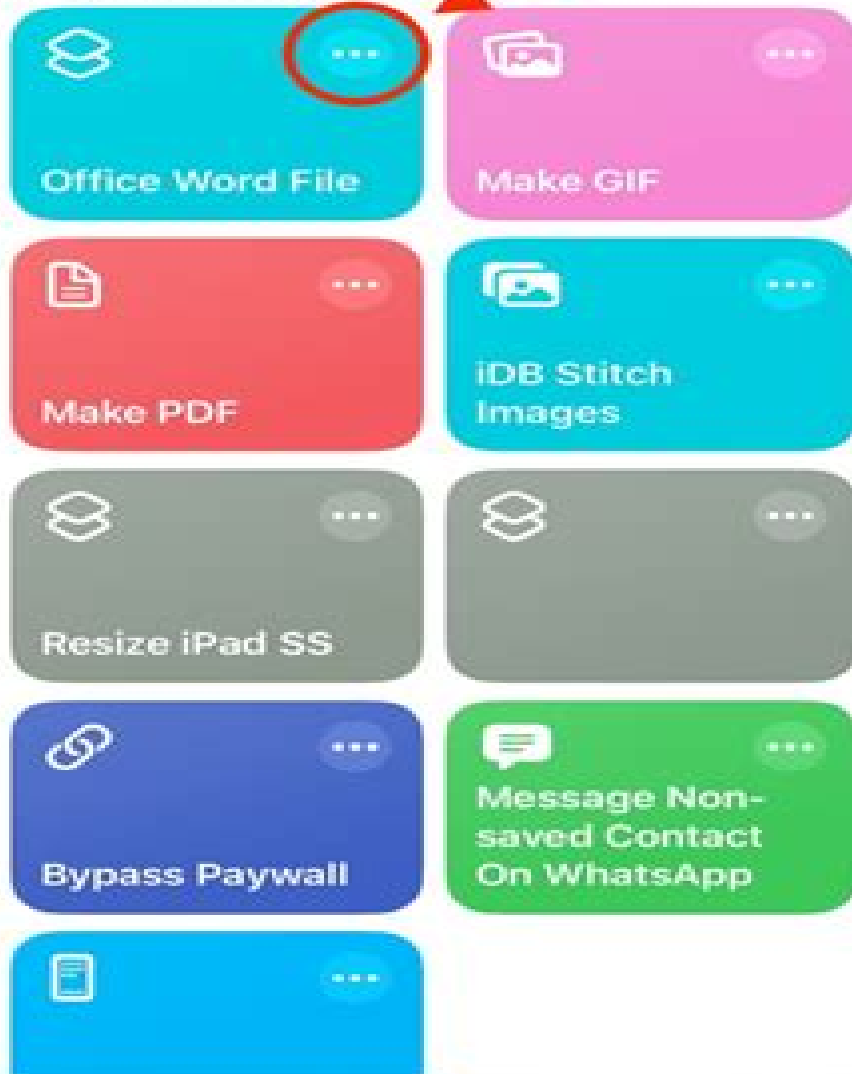 Office Word File
Make GIF
Make PDF
iDB Stitch
Images
Resize iPad SS
Bypass Paywall
Message Non-
saved Contact
On WhatsApp